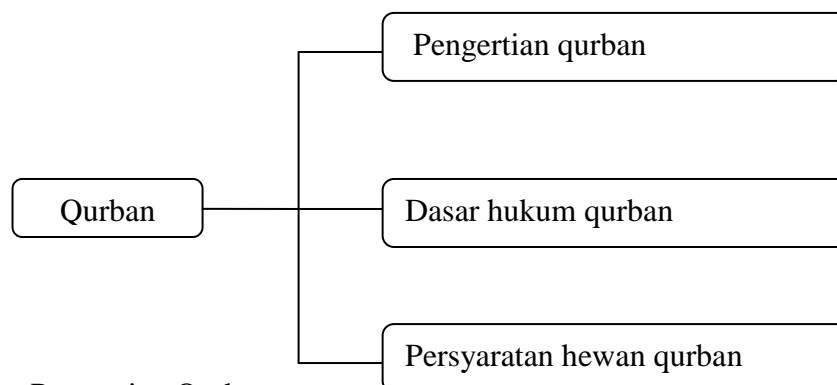 Pengertian qurban
Qurban
Dasar hukum qurban
Persyaratan hewan qurban